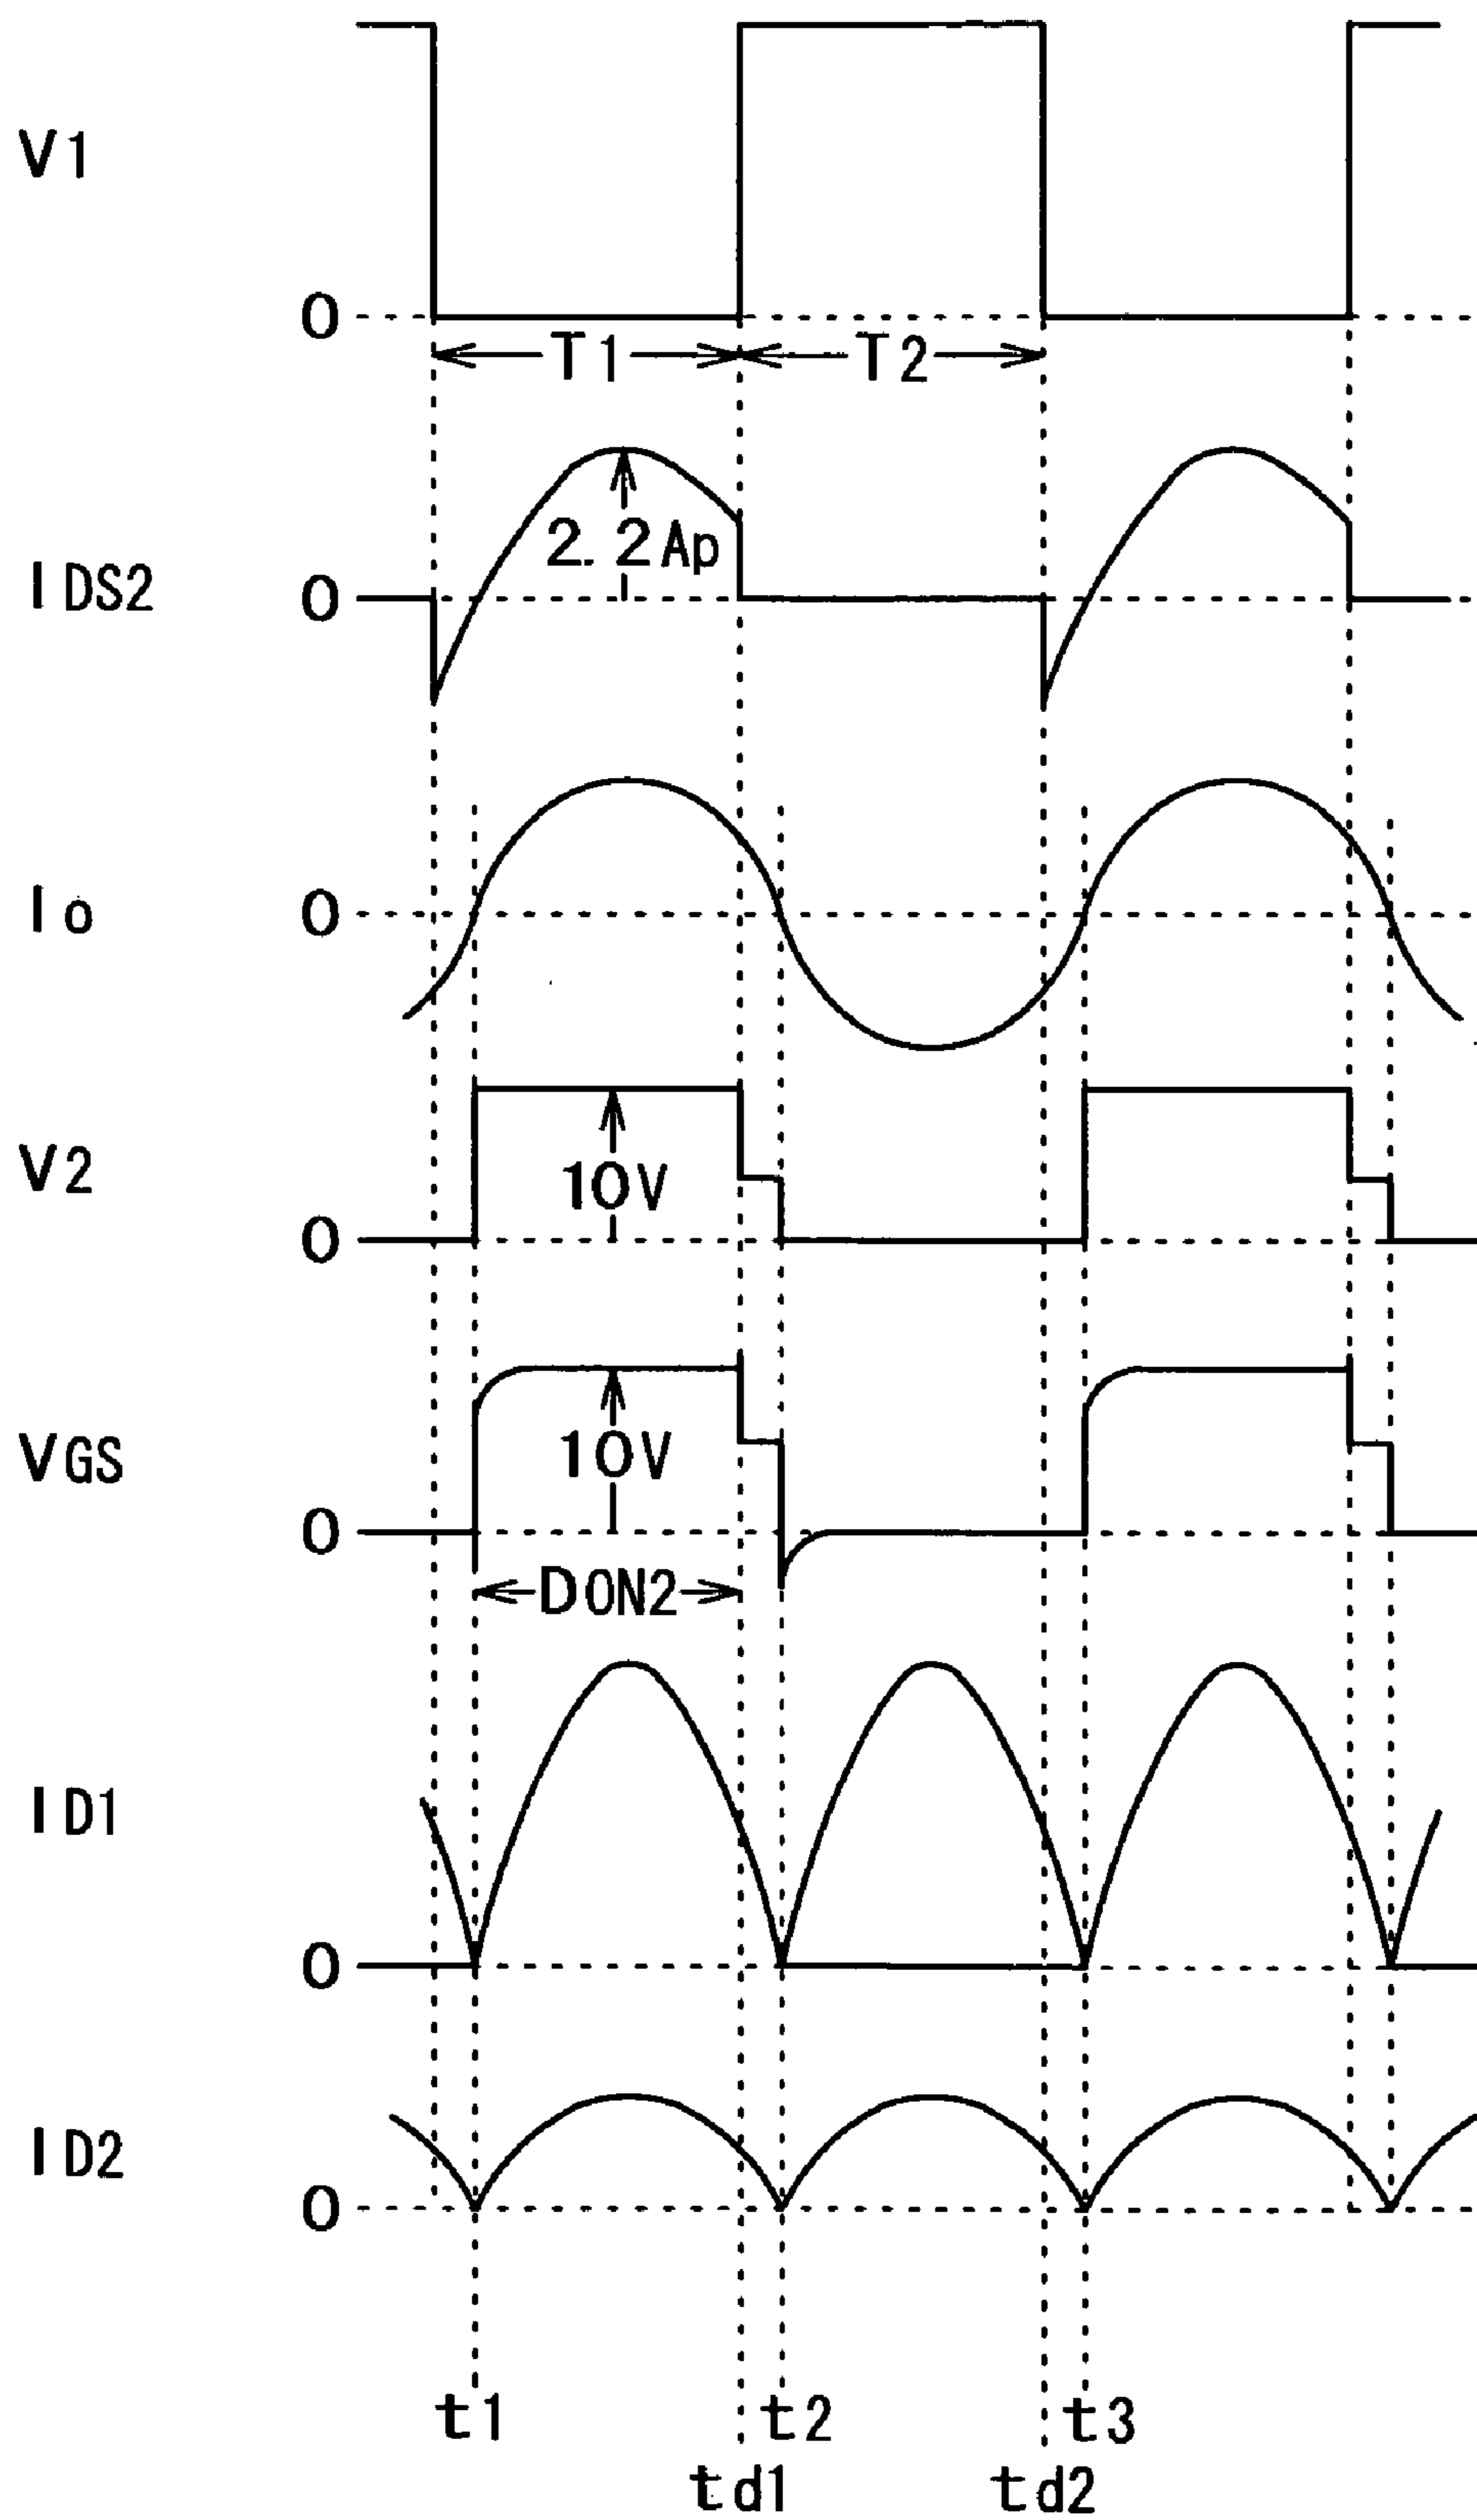 V1
0
T1 T2
2.2Ap
IDS2 0
Io 0
V2 10V
0
VGS 10V
0
DON2
ID1
0
ID2
0
t1 t2 t3
td1 td2